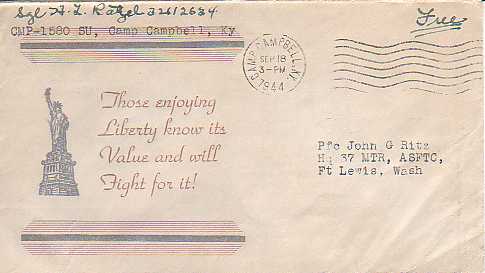 Sgt A. L. Ratzel 32612634
CMP-1580 SU, Camp Campbell, Ky
Free
CAMP CAMPBELL, KY.
SEP 18
3-PM
1944
Those enjoying
Liberty know its
Value and will
Fight for it!
Pfc John G Ritz
Hq 37 MTR, ASFTC,
Ft Lewis, Wash